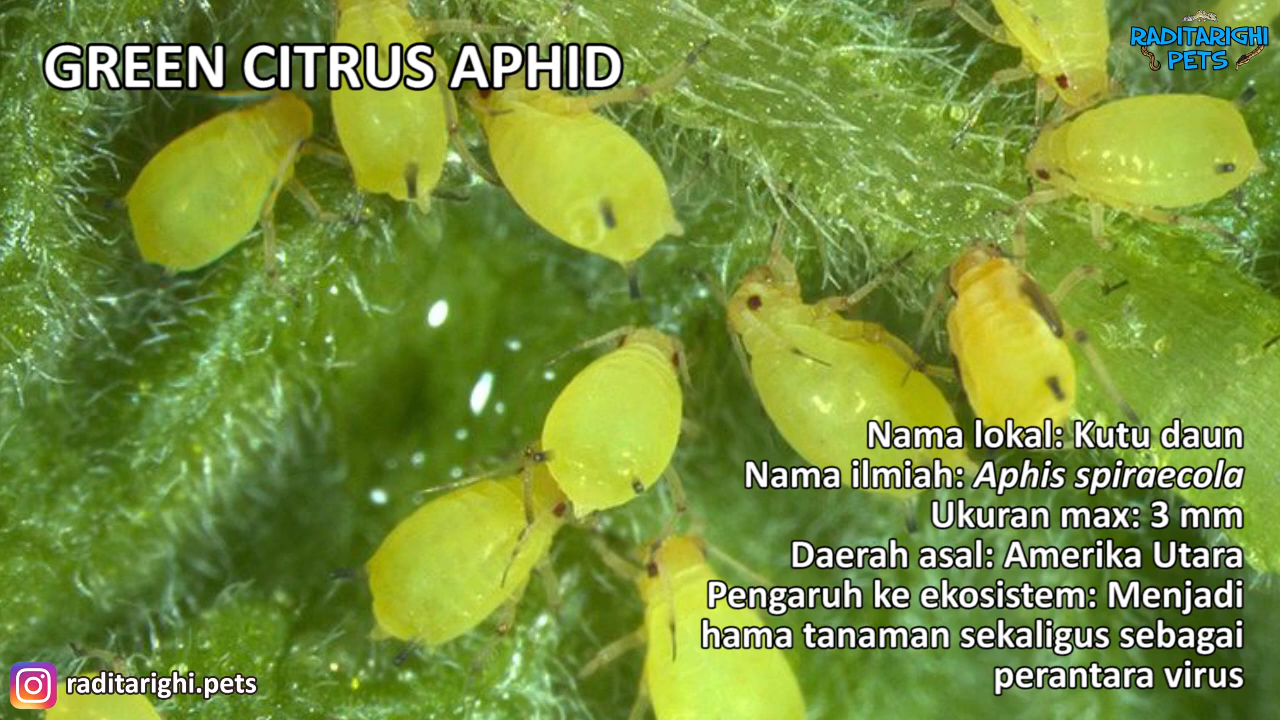 GREEN CITRUS APHID
RADITARIGHI
PETS
Nama lokal: Kutu daun
Nama ilmiah: Aphis spiraecola
Ukuran max: 3 mm
Daerah asal: Amerika Utara
Pengaruh ke ekosistem: Menjadi
hama tanaman sekaligus sebagai
perantara virus
raditarighi.pets